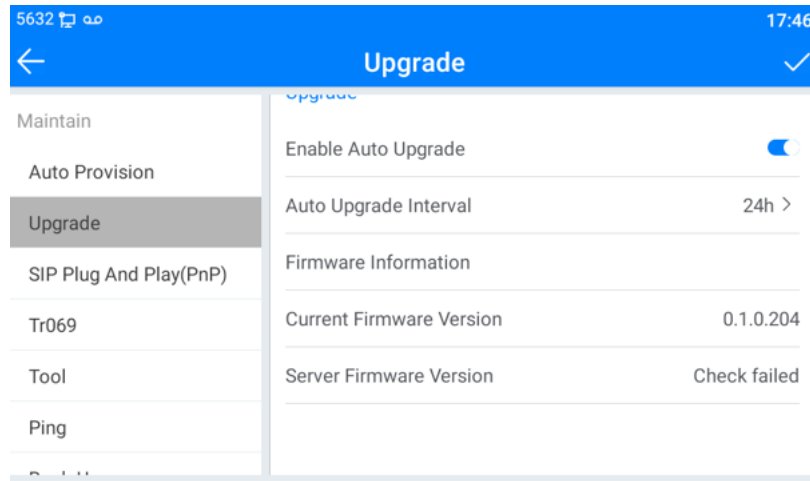 5632 17:46
Upgrade
Maintain
Auto Provision
Upgrade
SIP Plug And Play(PnP)
Tr069
Tool
Ping
Upgrade
Enable Auto Upgrade
Auto Upgrade Interval 24h >
Firmware Information
Current Firmware Version 0.1.0.204
Server Firmware Version Check failed